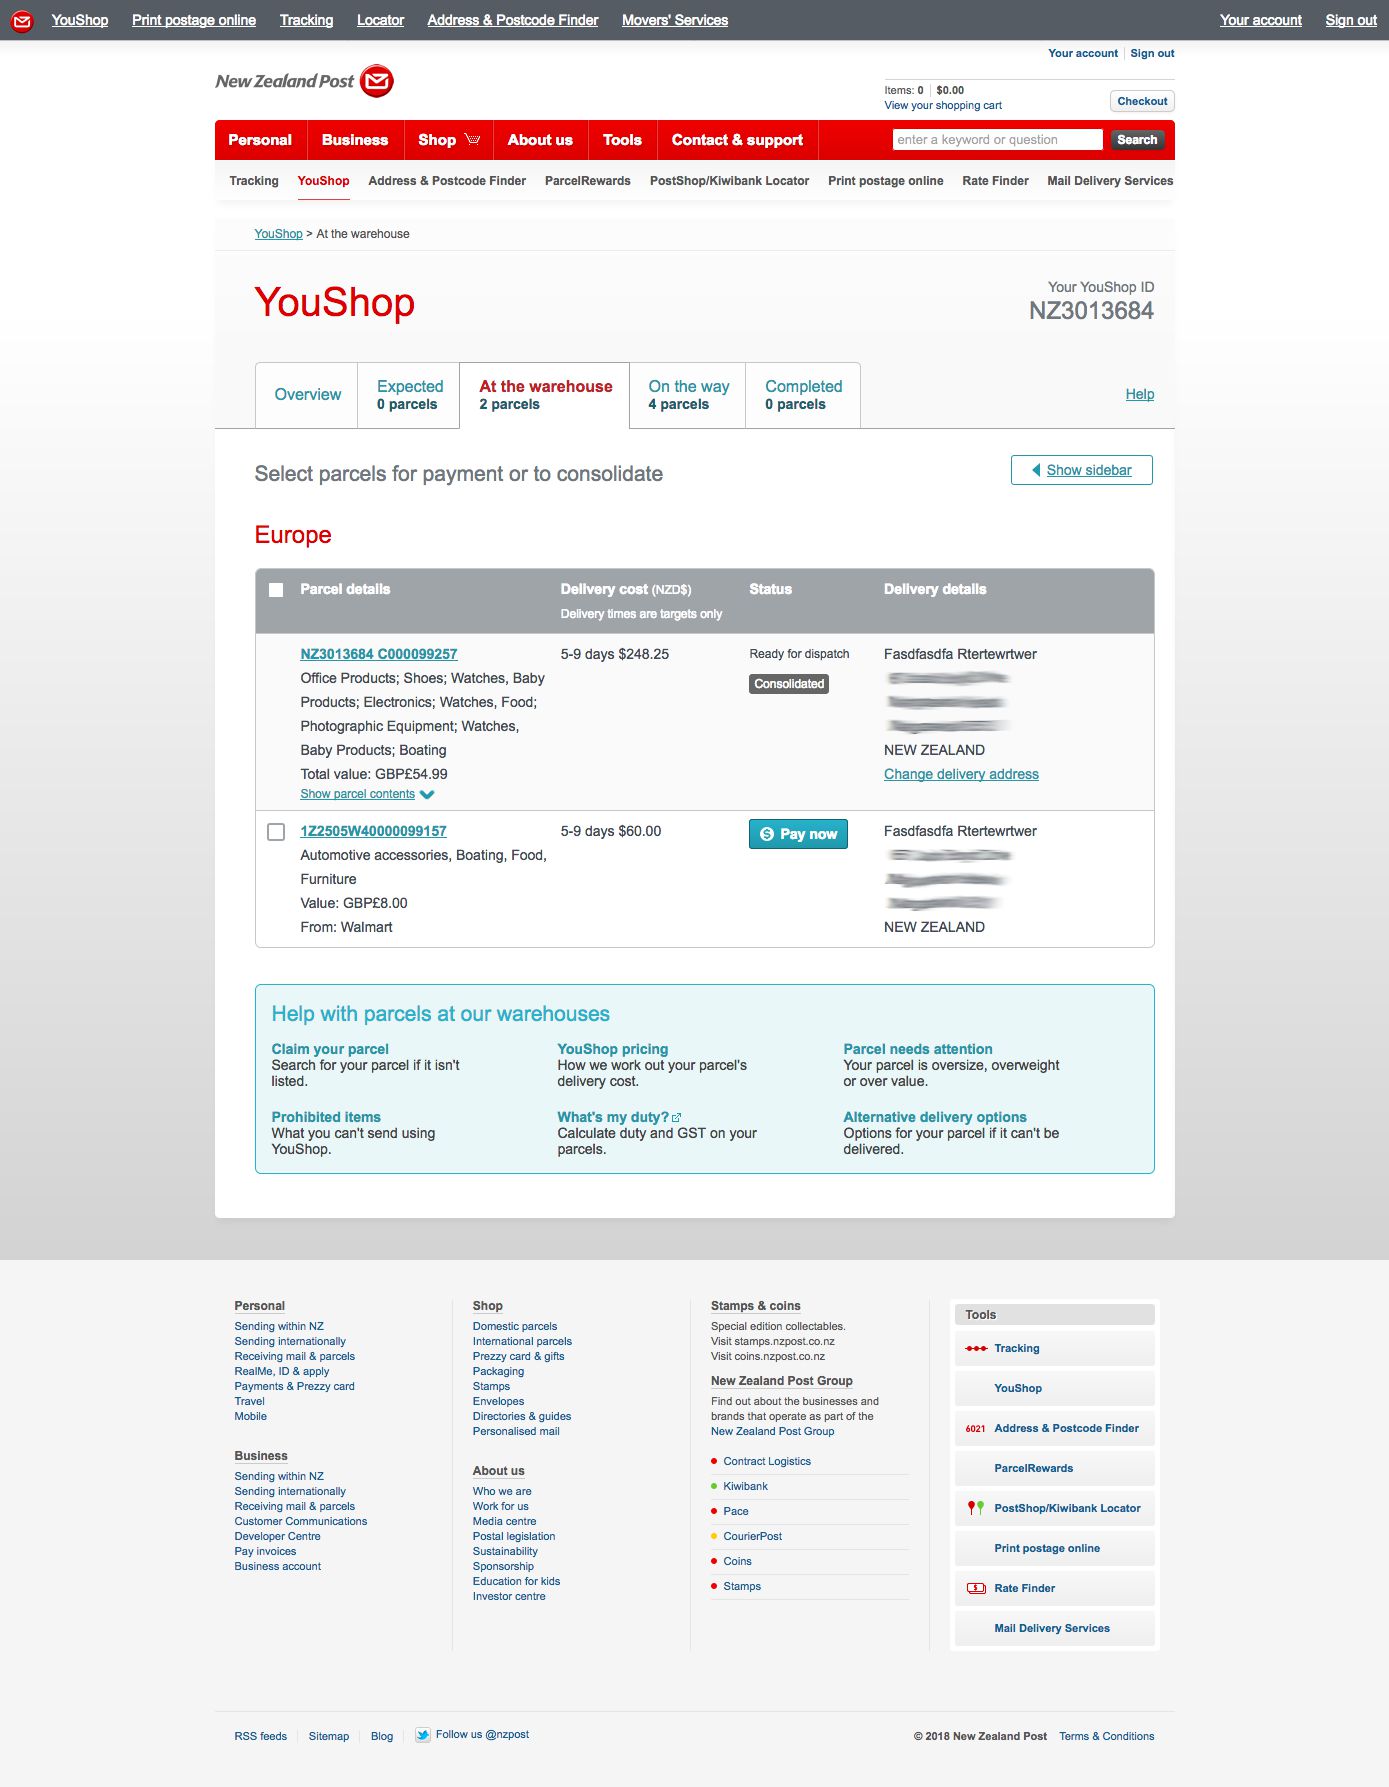 YouShop Print postage online Tracking Locator Address & Postcode Finder Movers' Services Your account Sign out
Your account Sign out
New Zealand Post
Items: 0 $0.00
View your shopping cart
Checkout
Personal Business Shop About us Tools Contact & support enter a keyword or question Search
Tracking YouShop Address & Postcode Finder ParcelRewards PostShop/Kiwibank Locator Print postage online Rate Finder Mail Delivery Services
YouShop > At the warehouse
YouShop
Your YouShop ID
NZ3013684
Overview
Expected
0 parcels
At the warehouse
2 parcels
On the way
4 parcels
Completed
0 parcels
Help
Select parcels for payment or to consolidate
Show sidebar
Europe
Parcel details Delivery cost (NZD$) Status Delivery details
Delivery times are targets only
NZ3013684 C000099257
Office Products; Shoes; Watches, Baby
Products; Electronics; Watches, Food;
Photographic Equipment; Watches,
Baby Products; Boating
Total value: GBP£54.99
Show parcel contents
5-9 days $248.25
Ready for dispatch
Consolidated
Fasdfasdfa Rtertewrtwer
NEW ZEALAND
Change delivery address
1Z2505W40000099157
Automotive accessories, Boating, Food,
Furniture
Value: GBP£8.00
From: Walmart
5-9 days $60.00
Pay now
Fasdfasdfa Rtertewrtwer
NEW ZEALAND
Help with parcels at our warehouses
Claim your parcel
Search for your parcel if it isn't
listed.
YouShop pricing
How we work out your parcel's
delivery cost.
Parcel needs attention
Your parcel is oversize, overweight
or over value.
Prohibited items
What you can't send using
YouShop.
What's my duty?
Calculate duty and GST on your
parcels.
Alternative delivery options
Options for your parcel if it can't be
delivered.
Personal
Sending within NZ
Sending internationally
Receiving mail & parcels
RealMe, ID & apply
Payments & Prezzy card
Travel
Mobile
Business
Sending within NZ
Sending internationally
Receiving mail & parcels
Customer Communications
Developer Centre
Pay invoices
Business account
Shop
Domestic parcels
International parcels
Prezzy card & gifts
Packaging
Stamps
Envelopes
Directories & guides
Personalised mail
About us
Who we are
Work for us
Media centre
Postal legislation
Sustainability
Sponsorship
Education for kids
Investor centre
Stamps & coins
Special edition collectables.
Visit stamps.nzpost.co.nz
Visit coins.nzpost.co.nz
New Zealand Post Group
Find out about the businesses and
brands that operate as part of the
New Zealand Post Group
Contract Logistics
Kiwibank
Pace
CourierPost
Coins
Stamps
Tools
Tracking
YouShop
6021 Address & Postcode Finder
ParcelRewards
PostShop/Kiwibank Locator
Print postage online
$ Rate Finder
Mail Delivery Services
RSS feeds Sitemap Blog Follow us @nzpost © 2018 New Zealand Post Terms & Conditions